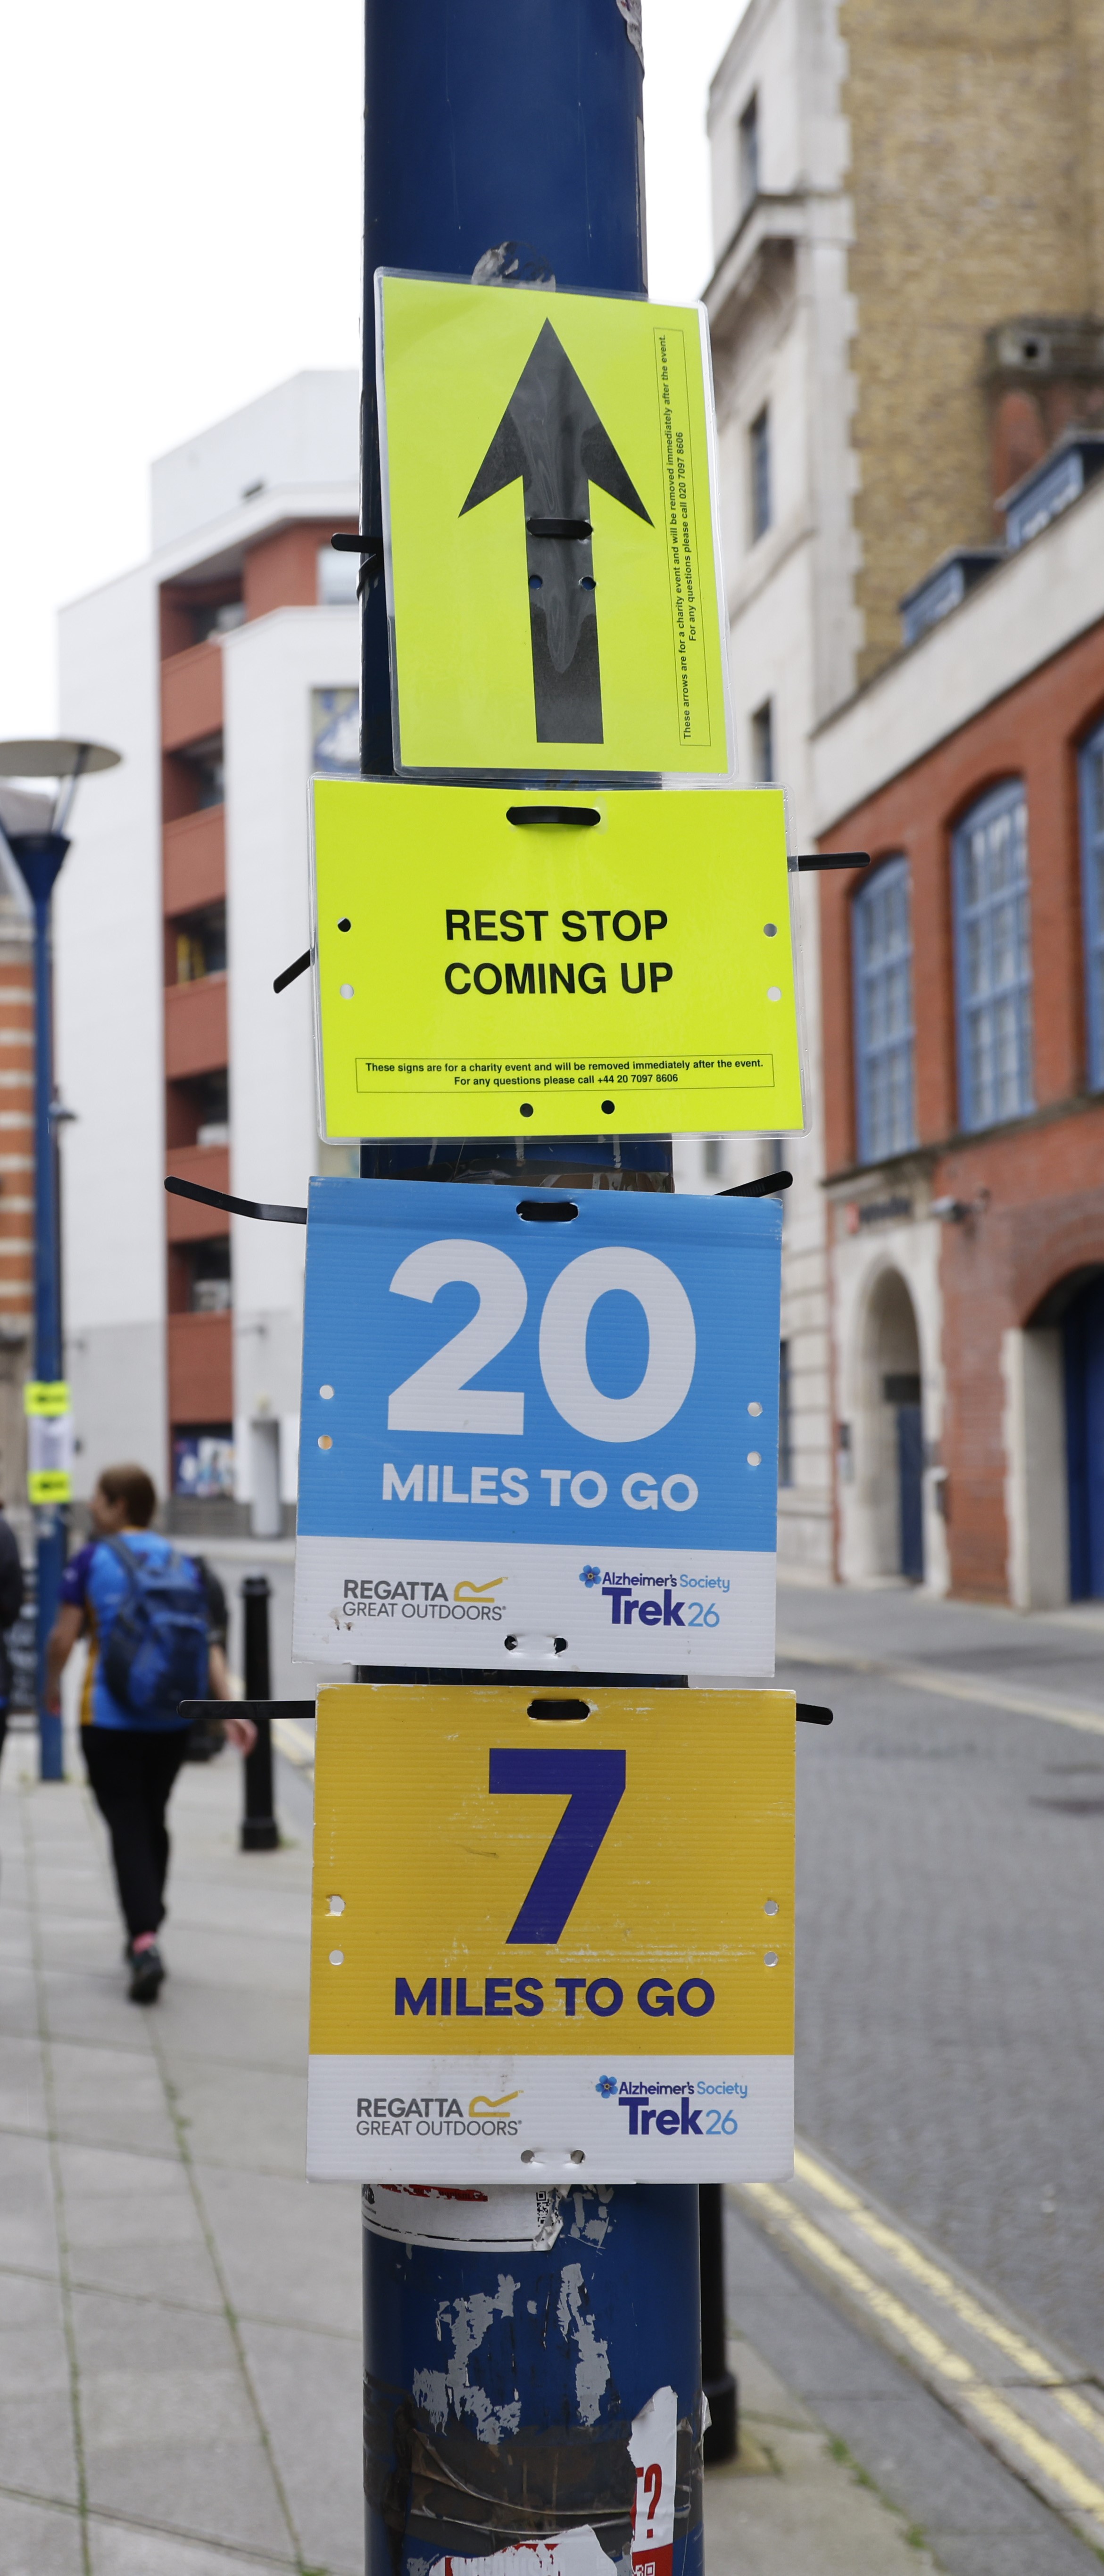 These arrows are for a charity event and will be removed immediately after the event.
For any questions please call 020 7097 8606
REST STOP
COMING UP
These signs are for a charity event and will be removed immediately after the event.
For any questions please call +44 20 7097 8606
20
MILES TO GO
REGATTA
GREAT OUTDOORS®
Alzheimer's Society
Trek26
7
MILES TO GO
REGATTA
GREAT OUTDOORS®
Alzheimer's Society
Trek26
?